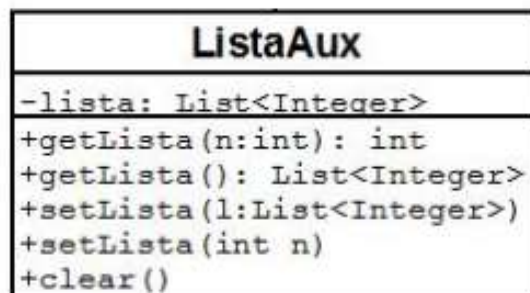 ListaAux
-lista: List<Integer>
+getLista(n:int): int
+getLista(): List<Integer>
+setLista(l:List<Integer>)
+setLista(int n)
+clear()